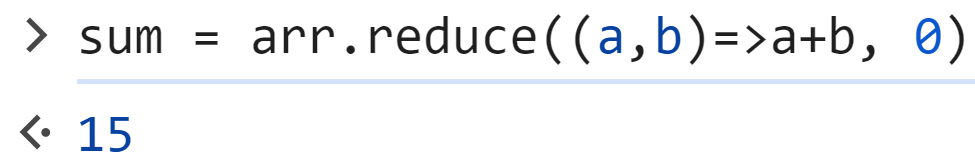 > sum = arr.reduce((a,b)=>a+b, 0)
15